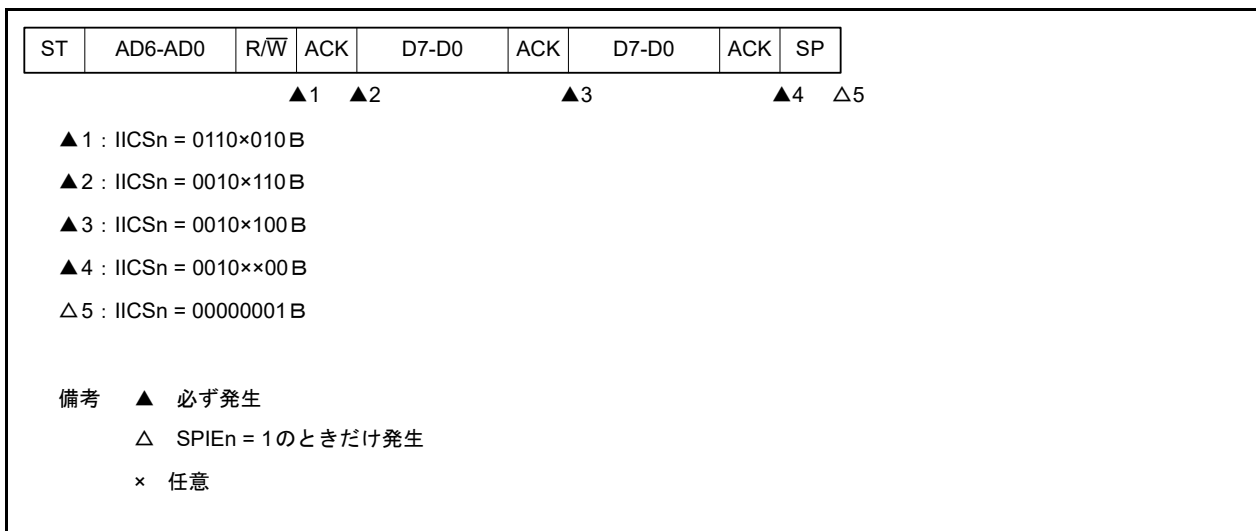 ST AD6-AD0 R/W̅ ACK D7-D0 ACK D7-D0 ACK SP
▲1 ▲2 ▲3 ▲4 △5
▲1：IICSn = 0110×010B
▲2：IICSn = 0010×110B
▲3：IICSn = 0010×100B
▲4：IICSn = 0010××00B
△5：IICSn = 00000001B
備考 ▲ 必ず発生
△ SPIEn = 1のときだけ発生
× 任意